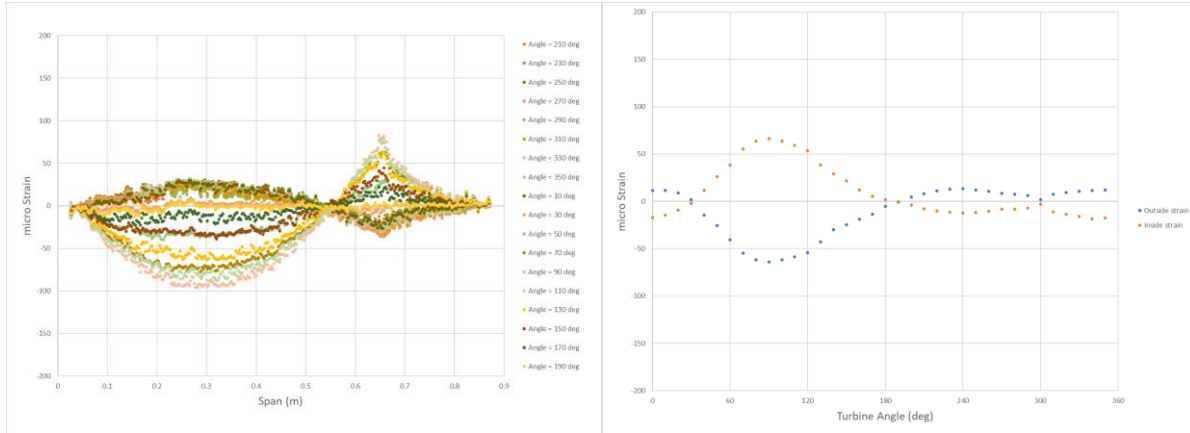 200
150
100
50
0
-50
-100
-150
-200
micro Strain
0 0.1 0.2 0.3 0.4 0.5 0.6 0.7 0.8 0.9
Span (m)
Angle = 210 deg
Angle = 230 deg
Angle = 250 deg
Angle = 270 deg
Angle = 290 deg
Angle = 310 deg
Angle = 330 deg
Angle = 350 deg
Angle = 10 deg
Angle = 30 deg
Angle = 50 deg
Angle = 70 deg
Angle = 90 deg
Angle = 110 deg
Angle = 130 deg
Angle = 150 deg
Angle = 170 deg
Angle = 190 deg
200
150
100
50
0
-50
-100
-150
-200
micro Strain
0 60 120 180 240 300 360
Turbine Angle (deg)
Outside strain
Inside strain